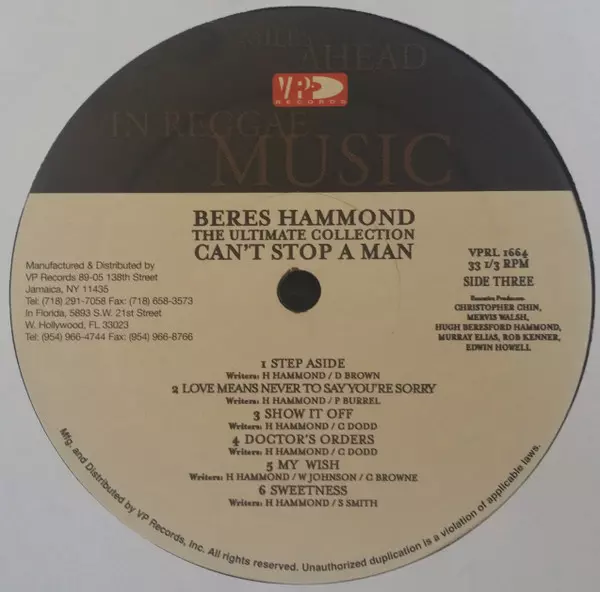 STILL
AHEAD
VP
RECORDS
IN REGGAE
MUSIC
BERES HAMMOND
THE ULTIMATE COLLECTION
CAN'T STOP A MAN
Manufactured & Distributed by
VP Records 89-05 138th Street
Jamaica, NY 11435
Tel: (718) 291-7058 Fax: (718) 658-3573
In Florida, 5893 S.W. 21st Street
W. Hollywood, FL 33023
Tel: (954) 966-4744 Fax: (954) 966-8766
VPRL 1664
33 1/3 RPM
SIDE THREE
Executive Producers:
CHRISTOPHER CHIN,
MERVIS WALSH,
HUGH BERESFORD HAMMOND,
MURRAY ELIAS, ROB KENNER,
EDWIN HOWELL
1 STEP ASIDE
Writers: H HAMMOND / D BROWN
2 LOVE MEANS NEVER TO SAY YOU'RE SORRY
Writers: H HAMMOND / P BURREL
3 SHOW IT OFF
Writers: H HAMMOND / C DODD
4 DOCTOR'S ORDERS
Writers: H HAMMOND / C DODD
5 MY WISH
Writers: H HAMMOND / W JOHNSON / C BROWNE
6 SWEETNESS
Writers: H HAMMOND / S SMITH
Mfg. and Distributed by VP Records, Inc. All rights reserved. Unauthorized duplication is a violation of applicable laws.